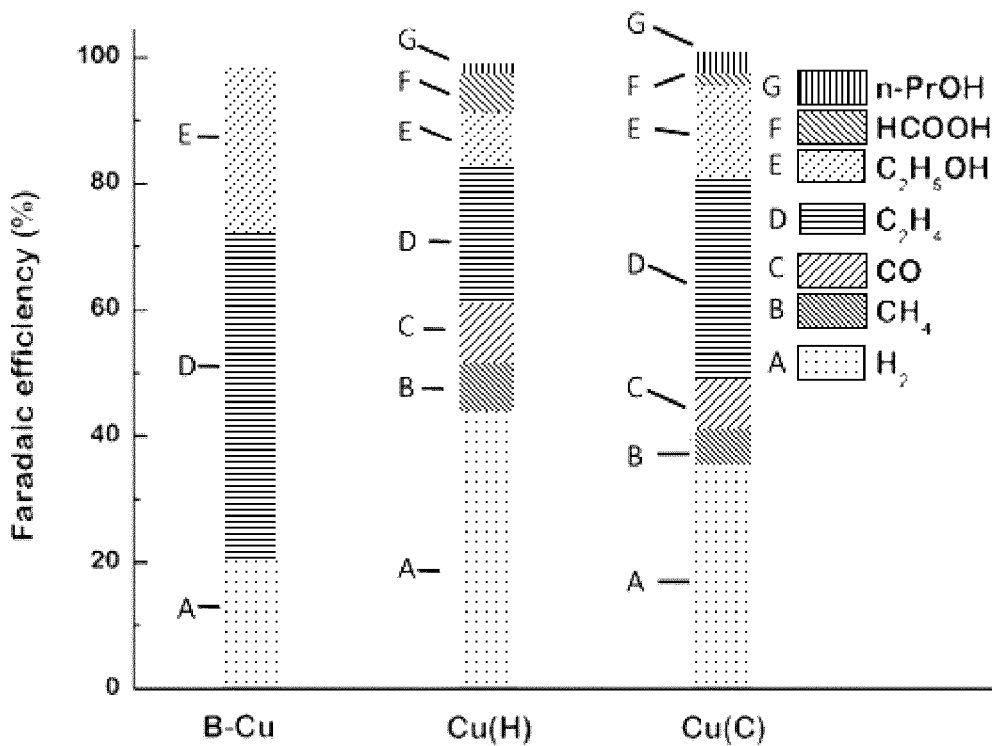 Faradaic efficiency (%)
100
80
60
40
20
0
E
D
A
B-Cu
G
F
E
D
C
B
A
Cu(H)
G
F
E
D
C
B
A
Cu(C)
G n-PrOH
F HCOOH
E C₂H₅OH
D C₂H₄
C CO
B CH₄
A H₂